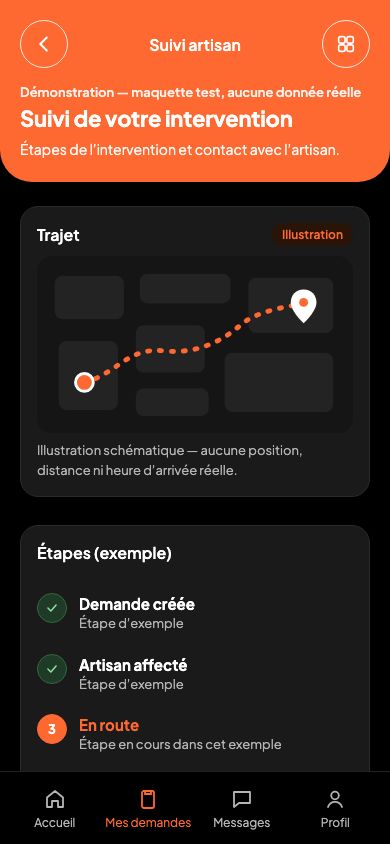 Suivi artisan
Démonstration — maquette test, aucune donnée réelle
Suivi de votre intervention
Étapes de l'intervention et contact avec l'artisan.
Trajet
Illustration
Illustration schématique — aucune position,
distance ni heure d'arrivée réelle.
Étapes (exemple)
Demande créée
Étape d'exemple
Artisan affecté
Étape d'exemple
3
En route
Étape en cours dans cet exemple
Accueil
Mes demandes
Messages
Profil